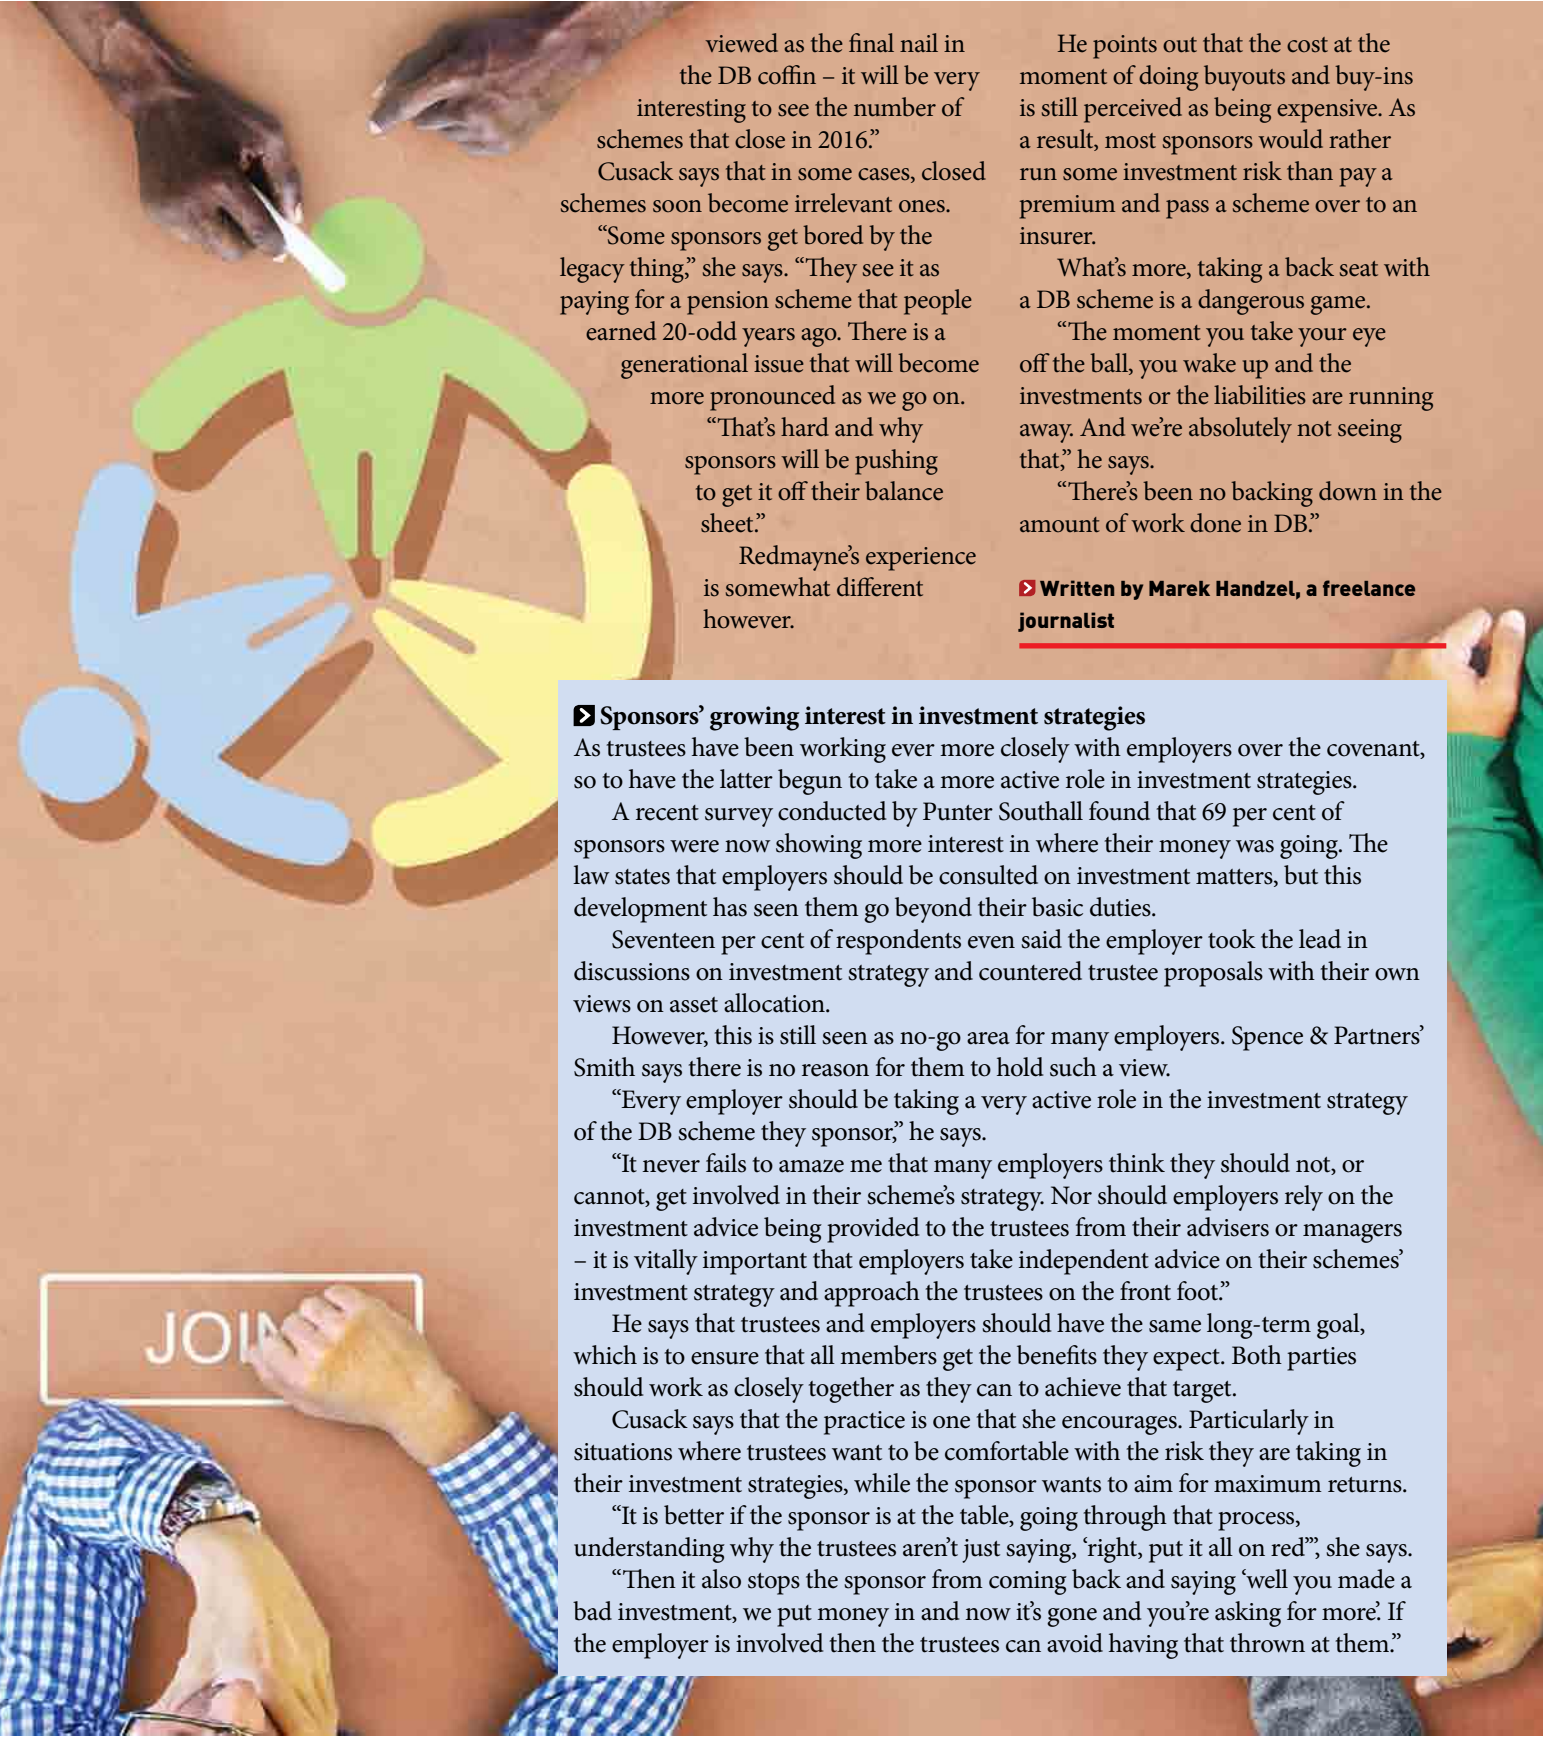 viewed as the final nail in
the DB coffin – it will be very
interesting to see the number of
schemes that close in 2016.”
Cusack says that in some cases, closed
schemes soon become irrelevant ones.
“Some sponsors get bored by the
legacy thing,” she says. “They see it as
paying for a pension scheme that people
earned 20-odd years ago. There is a
generational issue that will become
more pronounced as we go on.
“That’s hard and why
sponsors will be pushing
to get it off their balance
sheet.”
Redmayne’s experience
is somewhat different
however.
He points out that the cost at the
moment of doing buyouts and buy-ins
is still perceived as being expensive. As
a result, most sponsors would rather
run some investment risk than pay a
premium and pass a scheme over to an
insurer.
What’s more, taking a back seat with
a DB scheme is a dangerous game.
“The moment you take your eye
off the ball, you wake up and the
investments or the liabilities are running
away. And we’re absolutely not seeing
that,” he says.
“There’s been no backing down in the
amount of work done in DB.”
Written by Marek Handzel, a freelance
journalist
Sponsors’ growing interest in investment strategies
As trustees have been working ever more closely with employers over the covenant,
so to have the latter begun to take a more active role in investment strategies.
A recent survey conducted by Punter Southall found that 69 per cent of
sponsors were now showing more interest in where their money was going. The
law states that employers should be consulted on investment matters, but this
development has seen them go beyond their basic duties.
Seventeen per cent of respondents even said the employer took the lead in
discussions on investment strategy and countered trustee proposals with their own
views on asset allocation.
However, this is still seen as no-go area for many employers. Spence & Partners’
Smith says there is no reason for them to hold such a view.
“Every employer should be taking a very active role in the investment strategy
of the DB scheme they sponsor,” he says.
“It never fails to amaze me that many employers think they should not, or
cannot, get involved in their scheme’s strategy. Nor should employers rely on the
investment advice being provided to the trustees from their advisers or managers
– it is vitally important that employers take independent advice on their schemes’
investment strategy and approach the trustees on the front foot.”
He says that trustees and employers should have the same long-term goal,
which is to ensure that all members get the benefits they expect. Both parties
should work as closely together as they can to achieve that target.
Cusack says that the practice is one that she encourages. Particularly in
situations where trustees want to be comfortable with the risk they are taking in
their investment strategies, while the sponsor wants to aim for maximum returns.
“It is better if the sponsor is at the table, going through that process,
understanding why the trustees aren’t just saying, ‘right, put it all on red’”, she says.
“Then it also stops the sponsor from coming back and saying ‘well you made a
bad investment, we put money in and now it’s gone and you’re asking for more’. If
the employer is involved then the trustees can avoid having that thrown at them.”
JOIN